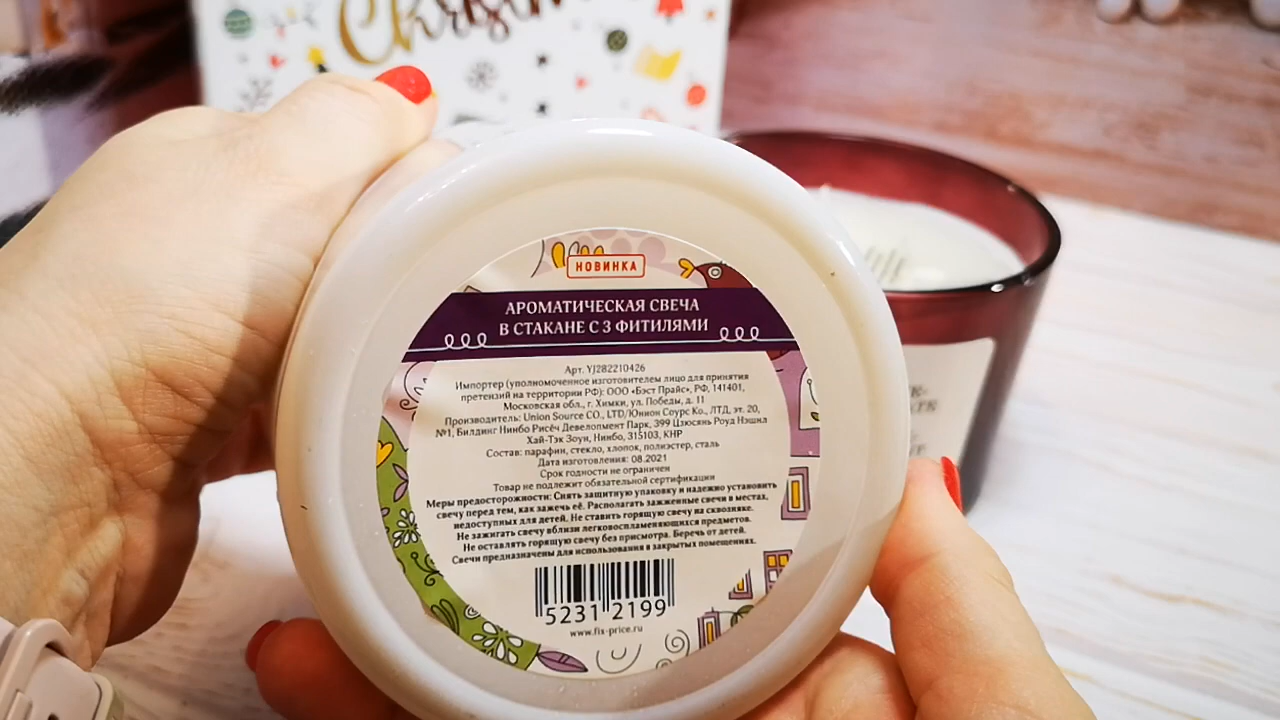 НОВИНКА
АРОМАТИЧЕСКАЯ СВЕЧА
В СТАКАНЕ С 3 ФИТИЛЯМИ
Арт. YJ282210426
Импортер (уполномоченное изготовителем лицо для принятия
претензий на территории РФ): ООО «Бэст Прайс», РФ, 141401,
Московская обл., г. Химки, ул. Победы, д. 11
Производитель: Union Source CO., LTD/Юнион Соурс Ко., ЛТД, эт. 20,
№1, Билдинг Нинбо Рисёч Девелопмент Парк, 399 Цзюсянь Роуд Нэшнл
Хай-Тэк Зоун, Нинбо, 315103, КНР
Состав: парафин, стекло, хлопок, полиэстер, сталь
Дата изготовления: 08.2021
Срок годности не ограничен
Товар не подлежит обязательной сертификации
Меры предосторожности: Снять защитную упаковку и надежно установить
свечу перед тем, как зажечь её. Располагать зажженные свечи в местах,
недоступных для детей. Не ставить горящую свечу на сквозняке.
Не зажигать свечу вблизи легковоспламеняющихся предметов.
Не оставлять горящую свечу без присмотра. Беречь от детей.
Свечи предназначены для использования в закрытых помещениях.
5231 2199
www.fix-price.ru